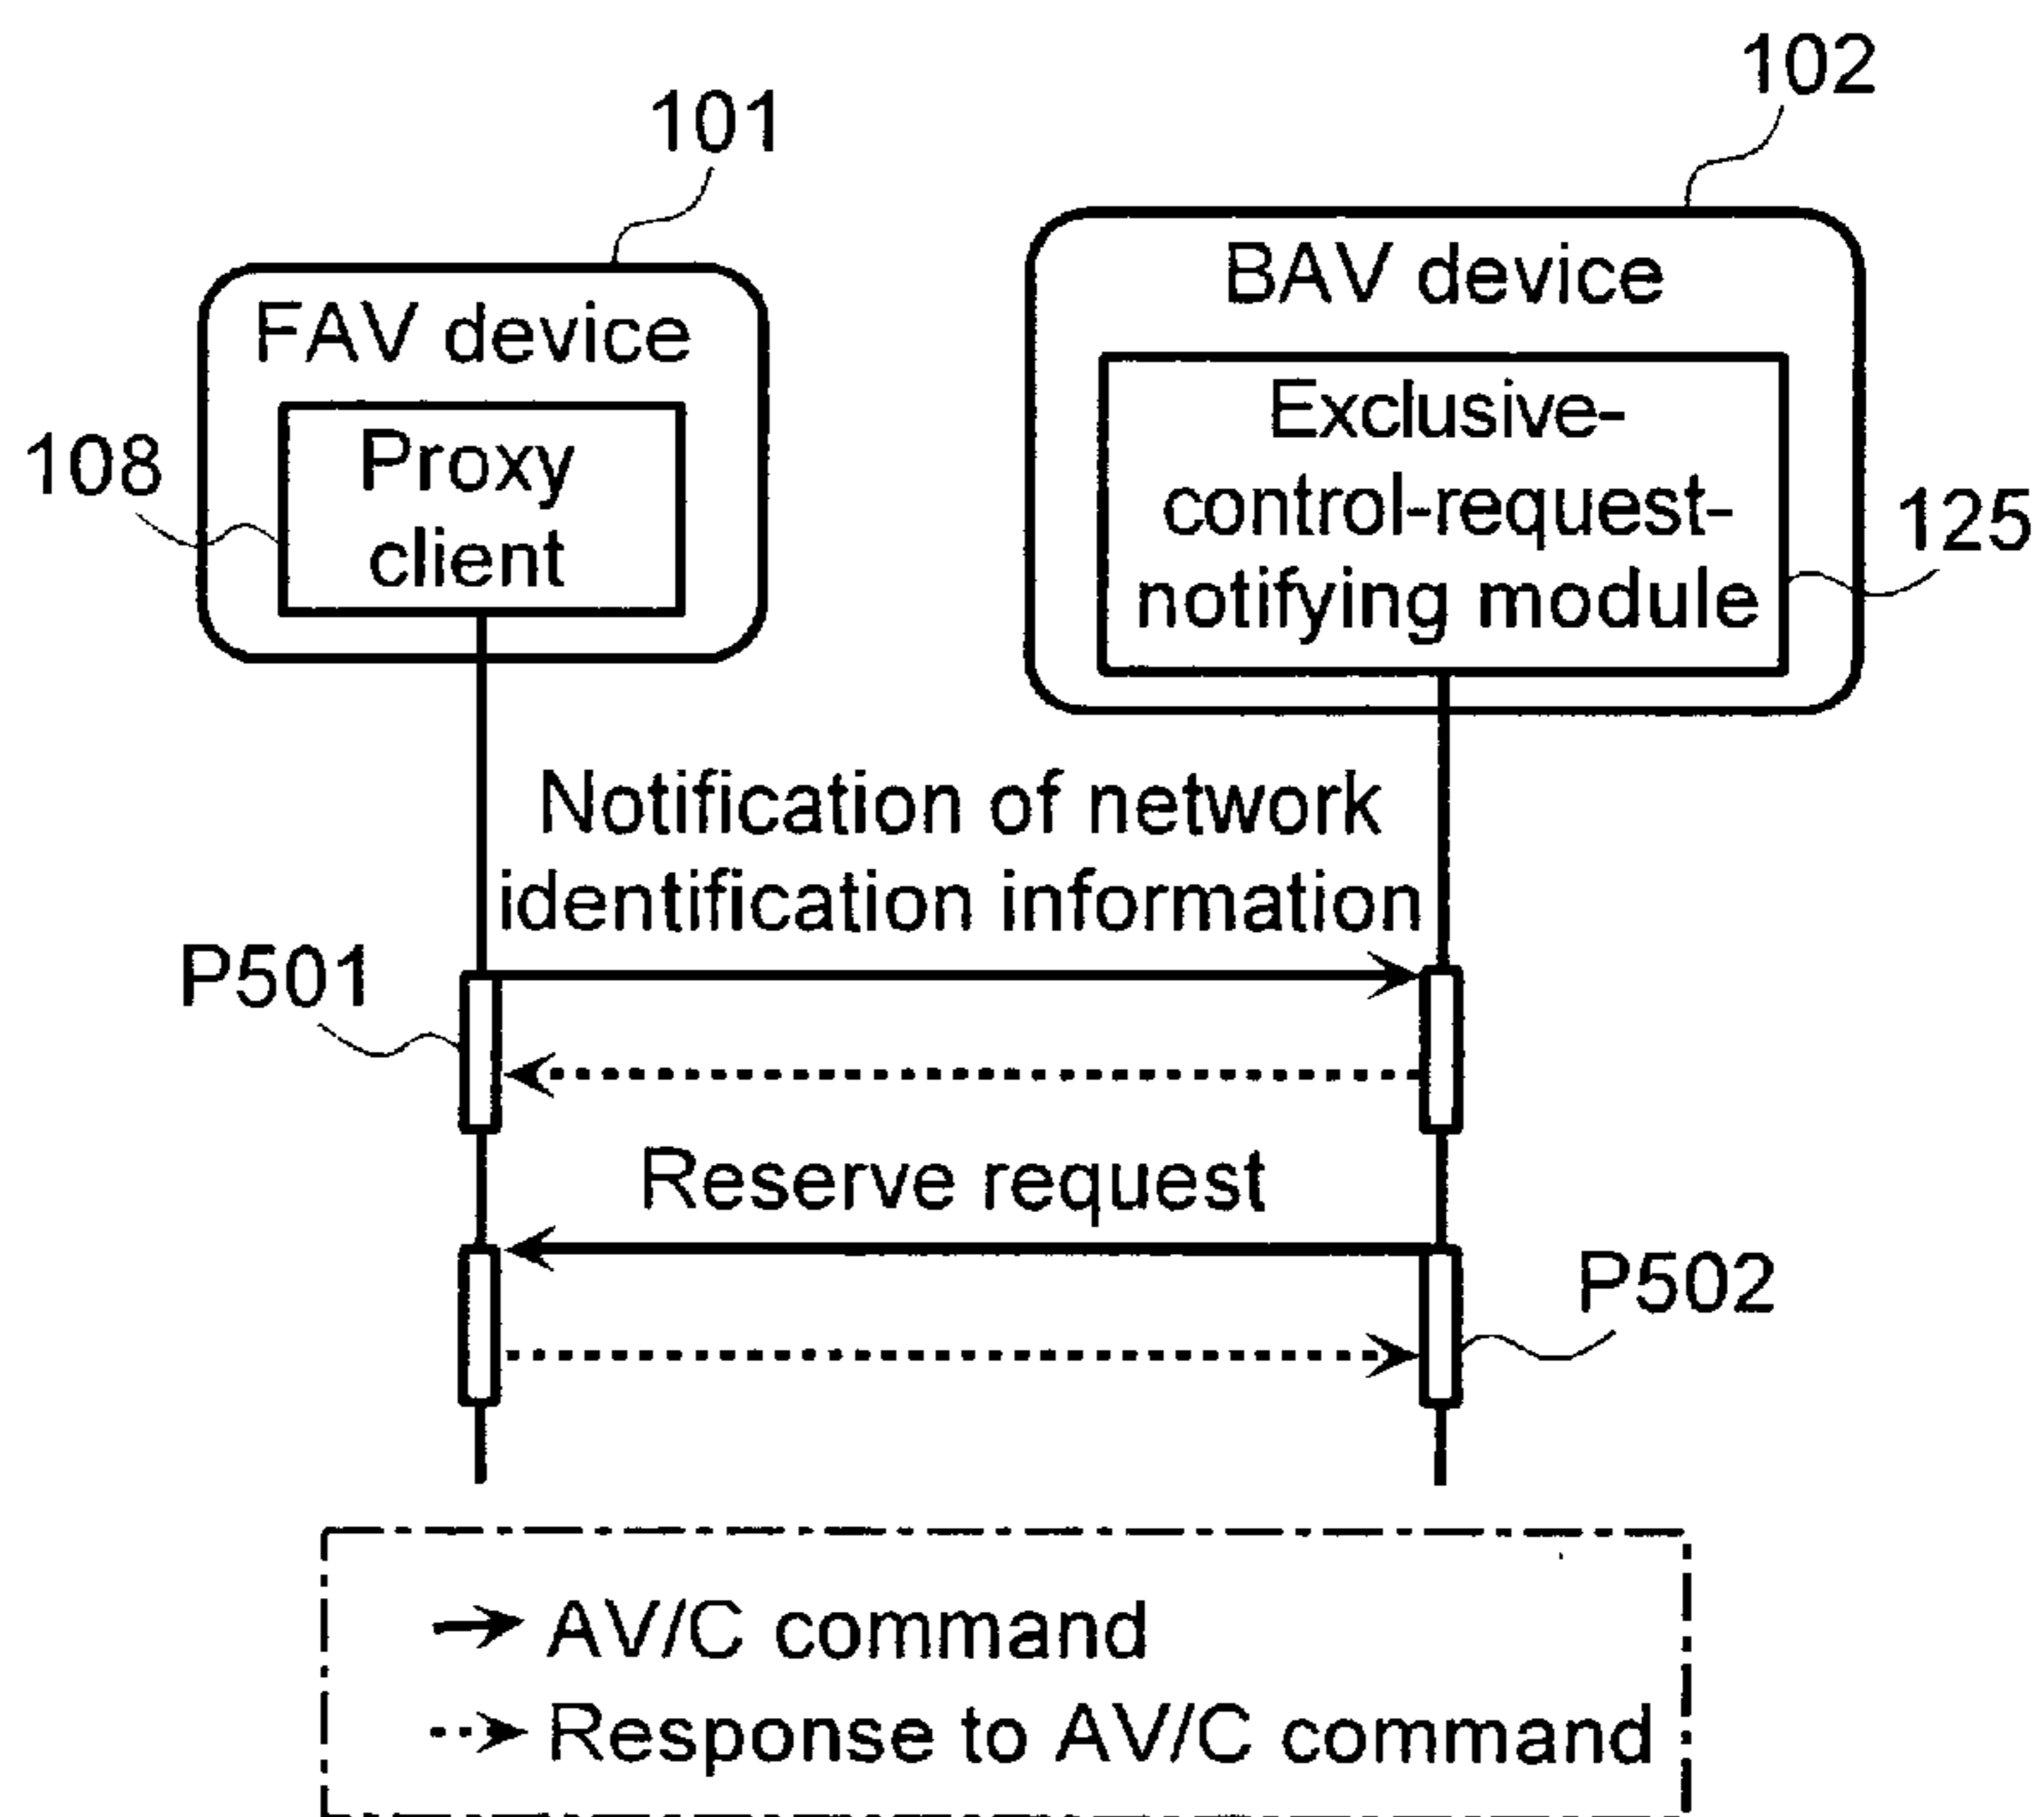 102
101
BAV device
FAV device
Exclusive-
control-request-
notifying module
108
Proxy
client
125
Notification of network
identification information
P501
Reserve request
P502
AV/C command
Response to AV/C command